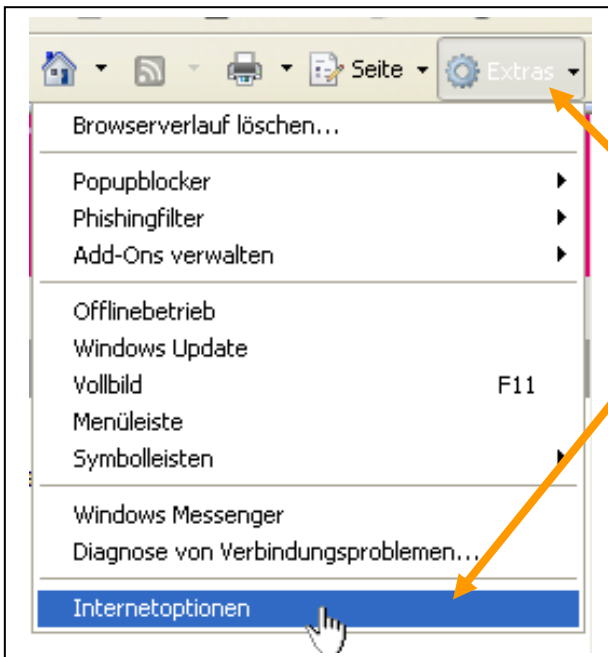 Seite Extras
Browserverlauf löschen...
Popupblocker
Phishingfilter
Add-Ons verwalten
Offlinebetrieb
Windows Update
Vollbild F11
Menüleiste
Symbolleisten
Windows Messenger
Diagnose von Verbindungsproblemen...
Internetoptionen